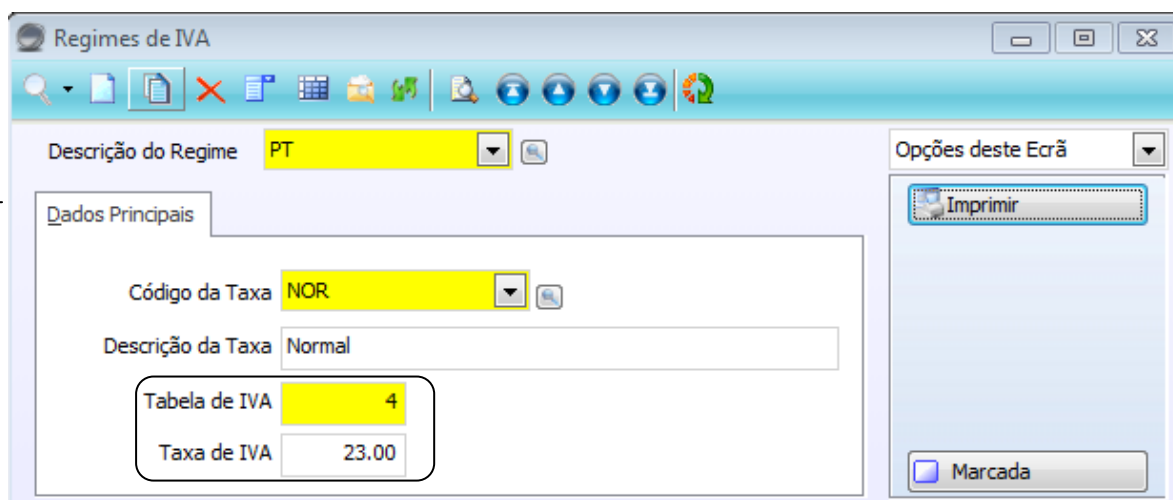 Regimes de IVA
Descrição do Regime PT
Opções deste Ecrã
Dados Principais
Imprimir
Código da Taxa NOR
Descrição da Taxa Normal
Tabela de IVA 4
Taxa de IVA 23.00
Marcada